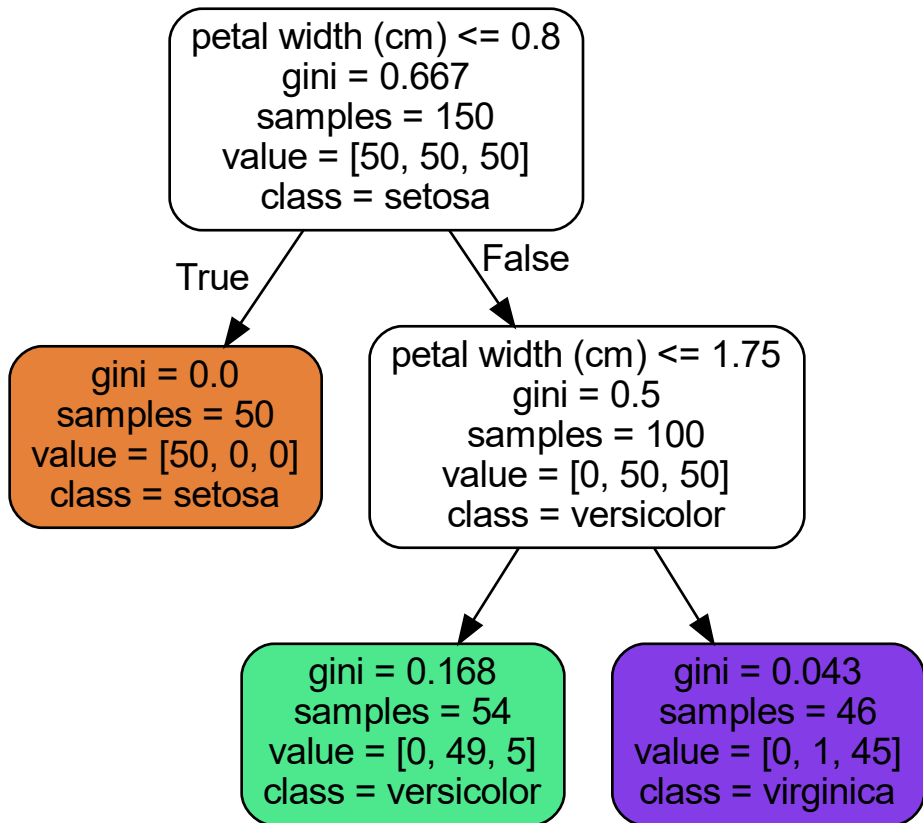 petal width (cm) <= 0.8
gini = 0.667
samples = 150
value = [50, 50, 50]
class = setosa
True
False
gini = 0.0
samples = 50
value = [50, 0, 0]
class = setosa
petal width (cm) <= 1.75
gini = 0.5
samples = 100
value = [0, 50, 50]
class = versicolor
gini = 0.168
samples = 54
value = [0, 49, 5]
class = versicolor
gini = 0.043
samples = 46
value = [0, 1, 45]
class = virginica